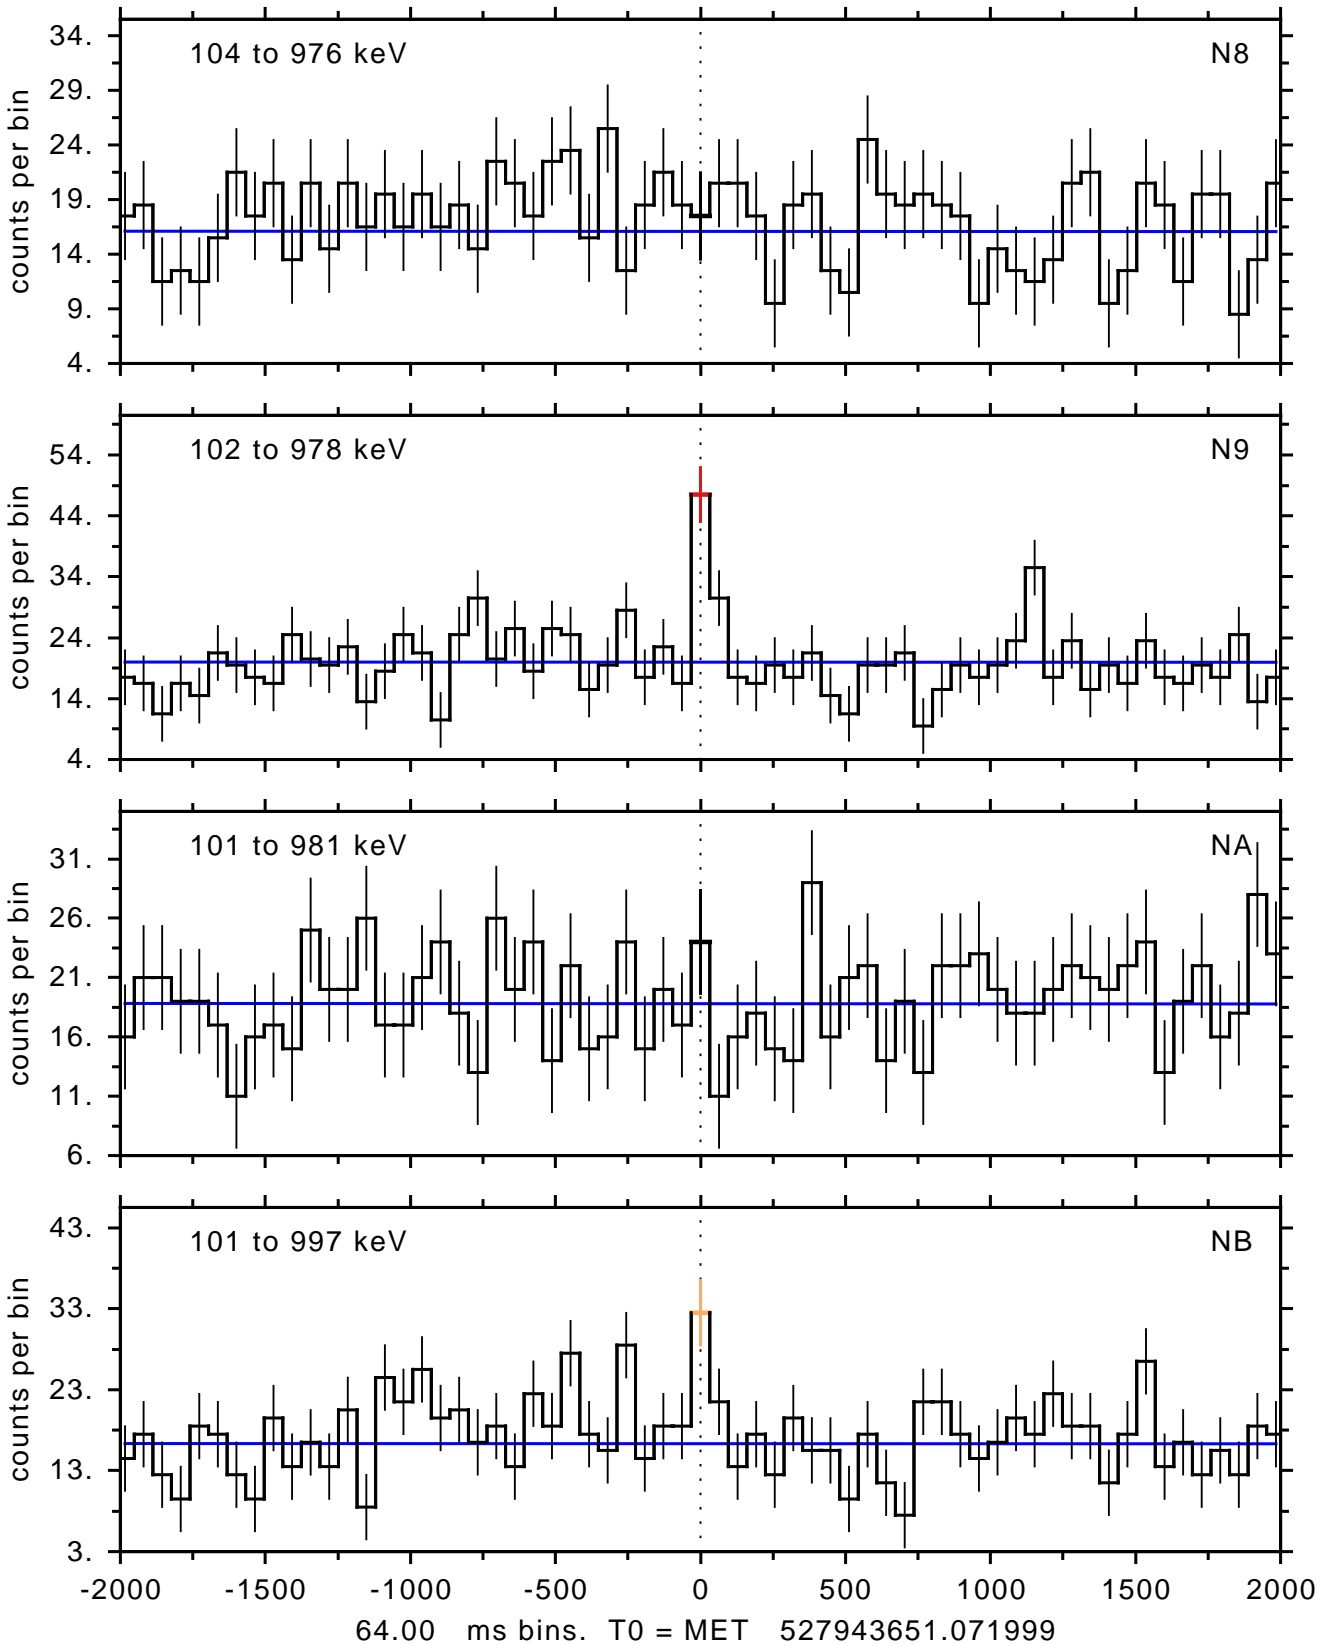 104 to 976 keV N8
34.
29.
24.
19.
14.
9.
4.
counts per bin
102 to 978 keV N9
54.
44.
34.
24.
14.
4.
counts per bin
101 to 981 keV NA
31.
26.
21.
16.
11.
6.
counts per bin
101 to 997 keV NB
43.
33.
23.
13.
3.
counts per bin
-2000 -1500 -1000 -500 0 500 1000 1500 2000
64.00 ms bins. T0 = MET 527943651.071999